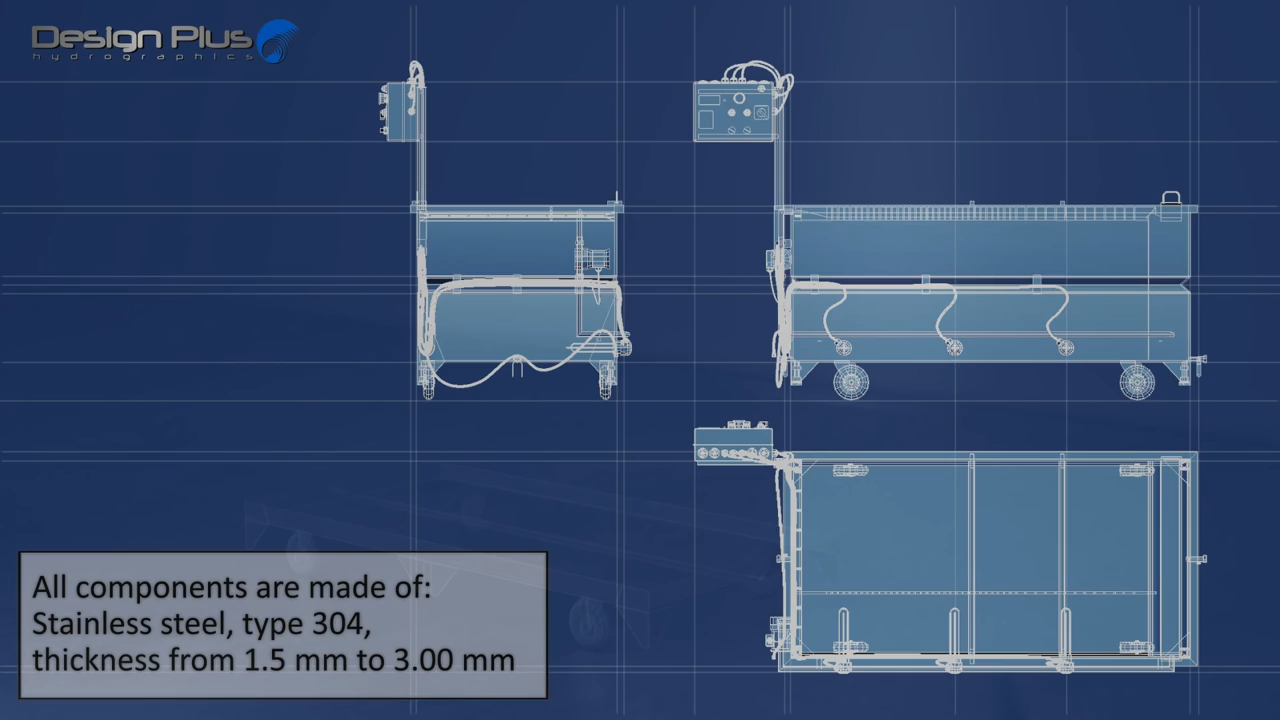 Design Plus
hydrographics
All components are made of:
Stainless steel, type 304,
thickness from 1.5 mm to 3.00 mm